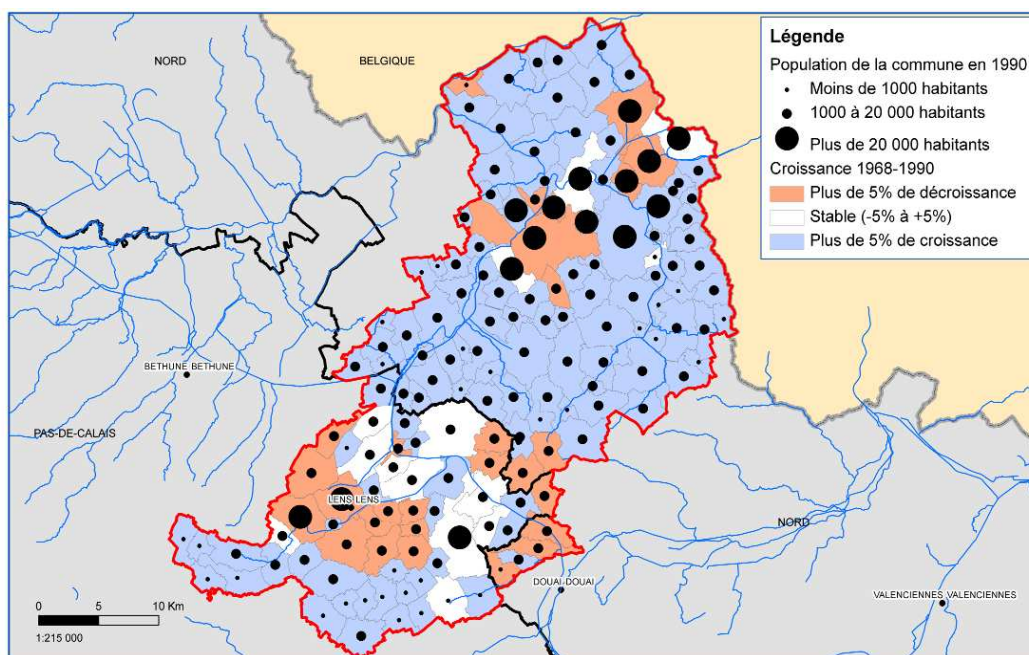 NORD
BELGIQUE
BETHUNE BETHUNE
PAS-DE-CALAIS
LENS LENS
NORD
DOUAI DOUAI
VALENCIENNES VALENCIENNES
0 5 10 Km
1:215 000
Légende
Population de la commune en 1990
Moins de 1000 habitants
1000 à 20 000 habitants
Plus de 20 000 habitants
Croissance 1968-1990
Plus de 5% de décroissance
Stable (-5% à +5%)
Plus de 5% de croissance